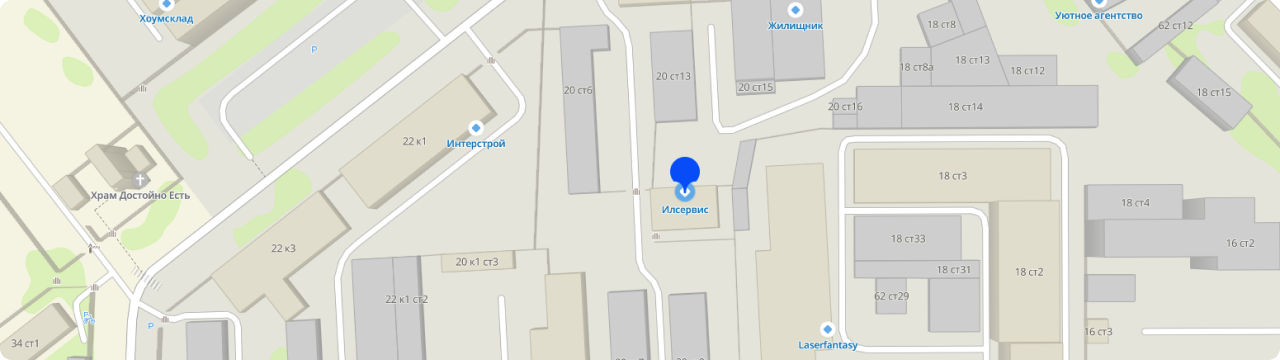 Хоумсклад
P
Жилищник
18 ст8
Уютное агентство
62 ст12
20 ст6
20 ст13
20 ст15
18 ст8а
18 ст13
18 ст12
18 ст15
20 ст16
18 ст14
22 к1
Интерстрой
Храм Достойно Есть
18 ст3
Илсервис
18 ст4
22 к3
20 к1 ст3
18 ст33
18 ст31
18 ст2
16 ст2
22 к1 ст2
62 ст29
P
34 ст1
Laserfantasy
16 ст3